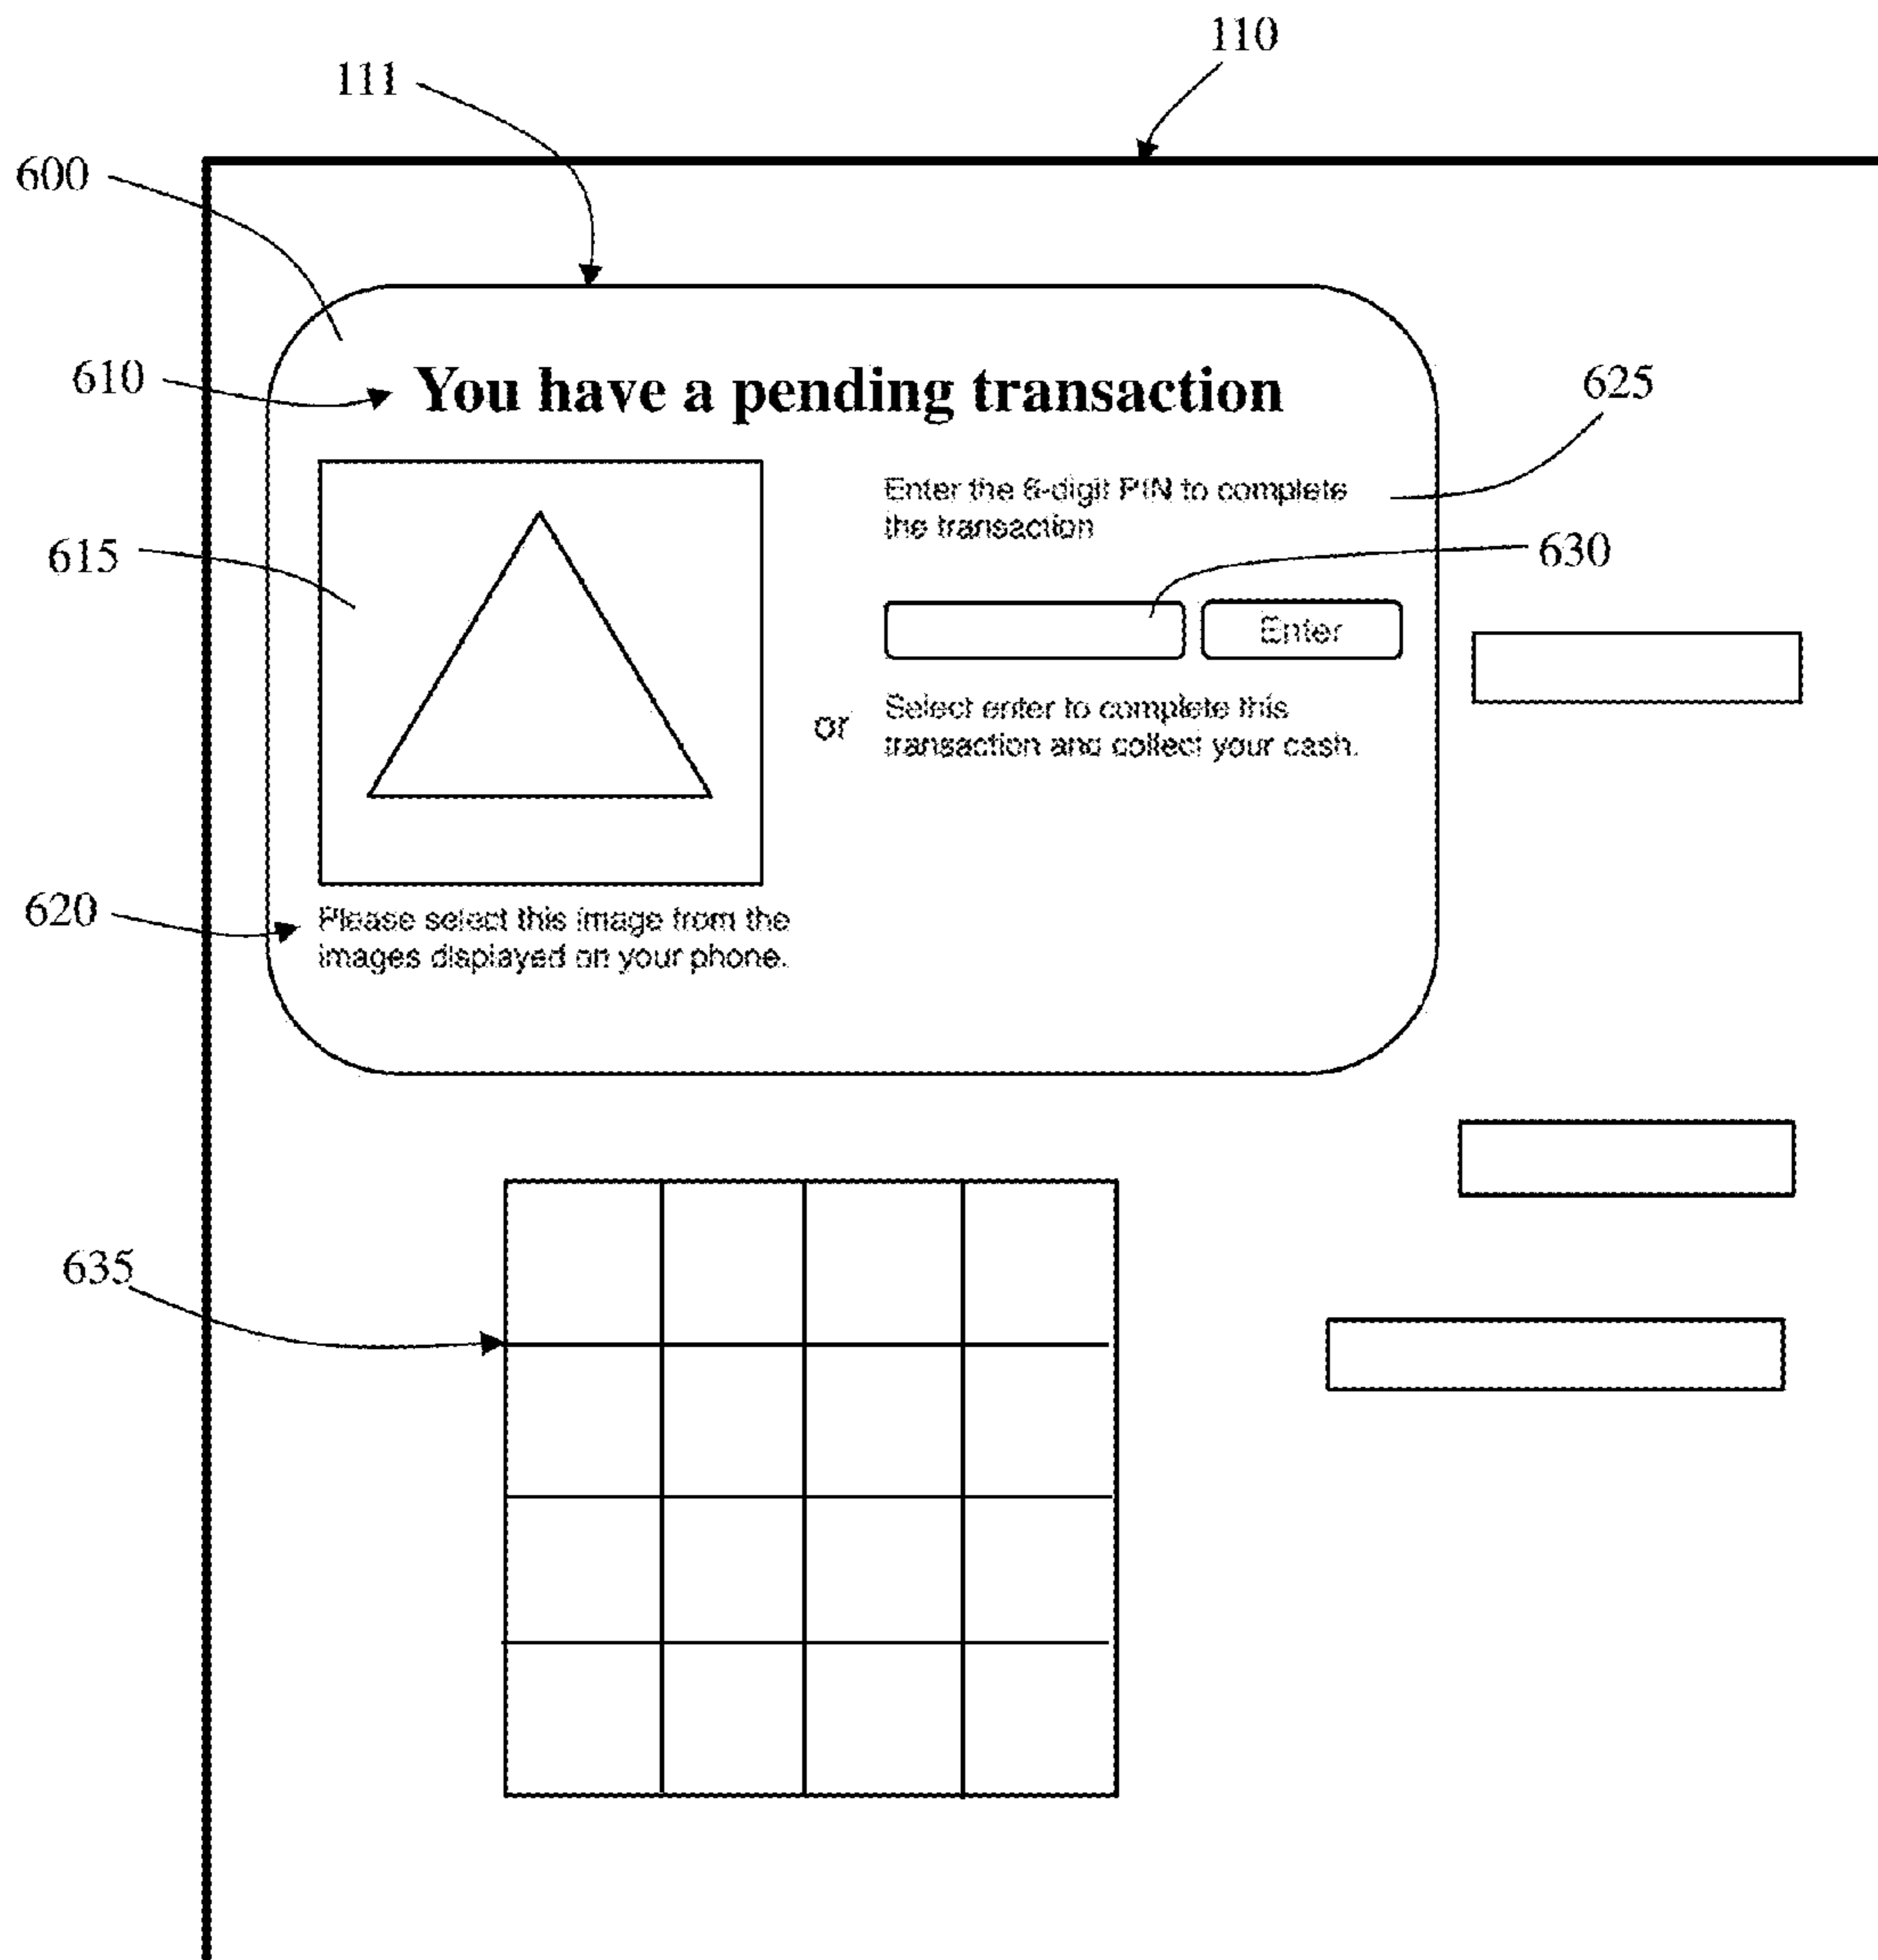 110
111
600
610
You have a pending transaction
625
Enter the 6-digit PIN to complete
the transaction
615
630
Enter
or
Select enter to complete this
transaction and collect your cash.
620
Please select this image from the
images displayed on your phone.
635